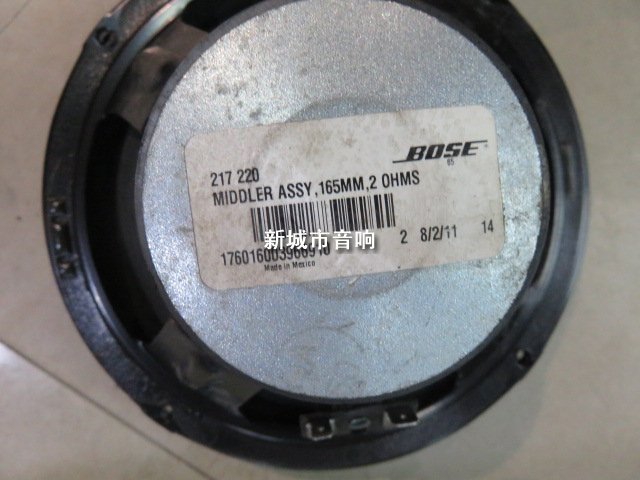 BOSE
65
217 220
MIDDLER ASSY,165MM,2 OHMS
新城市音响
2 8/2/11 14
Made in Mexico